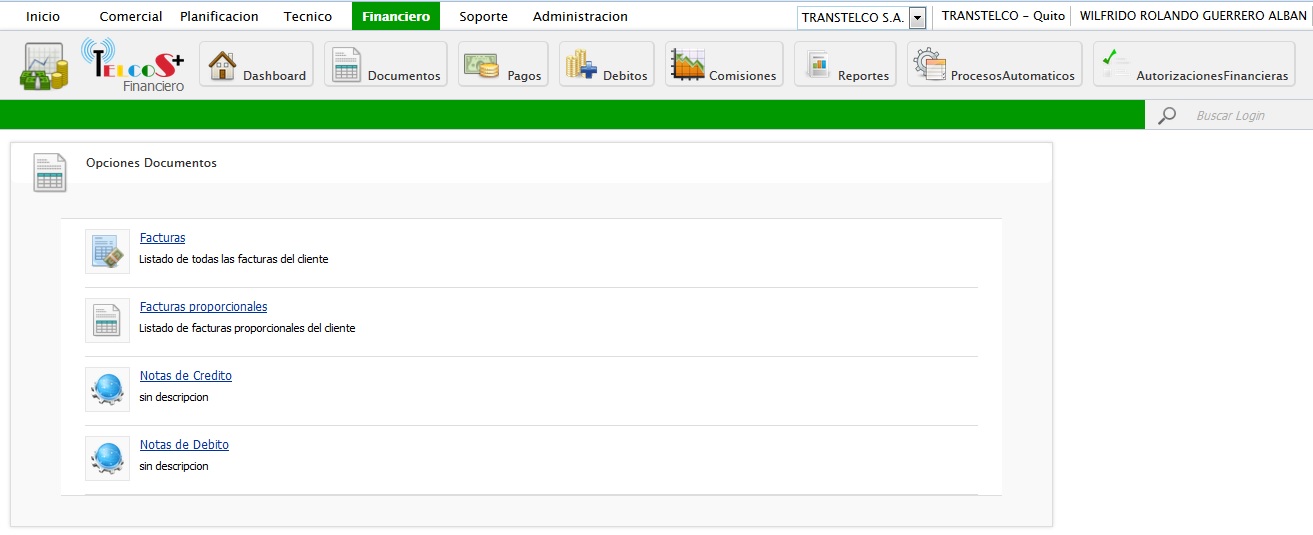 Inicio Comercial Planificacion Tecnico Financiero Soporte Administracion TRANSTELCO S.A. TRANSTELCO - Quito WILFRIDO ROLANDO GUERRERO ALBAN
TELCOS+ Financiero Dashboard Documentos Pagos Debitos Comisiones Reportes ProcesosAutomaticos AutorizacionesFinancieras
Buscar Login
Opciones Documentos
Facturas
Listado de todas las facturas del cliente
Facturas proporcionales
Listado de facturas proporcionales del cliente
Notas de Credito
sin descripcion
Notas de Debito
sin descripcion